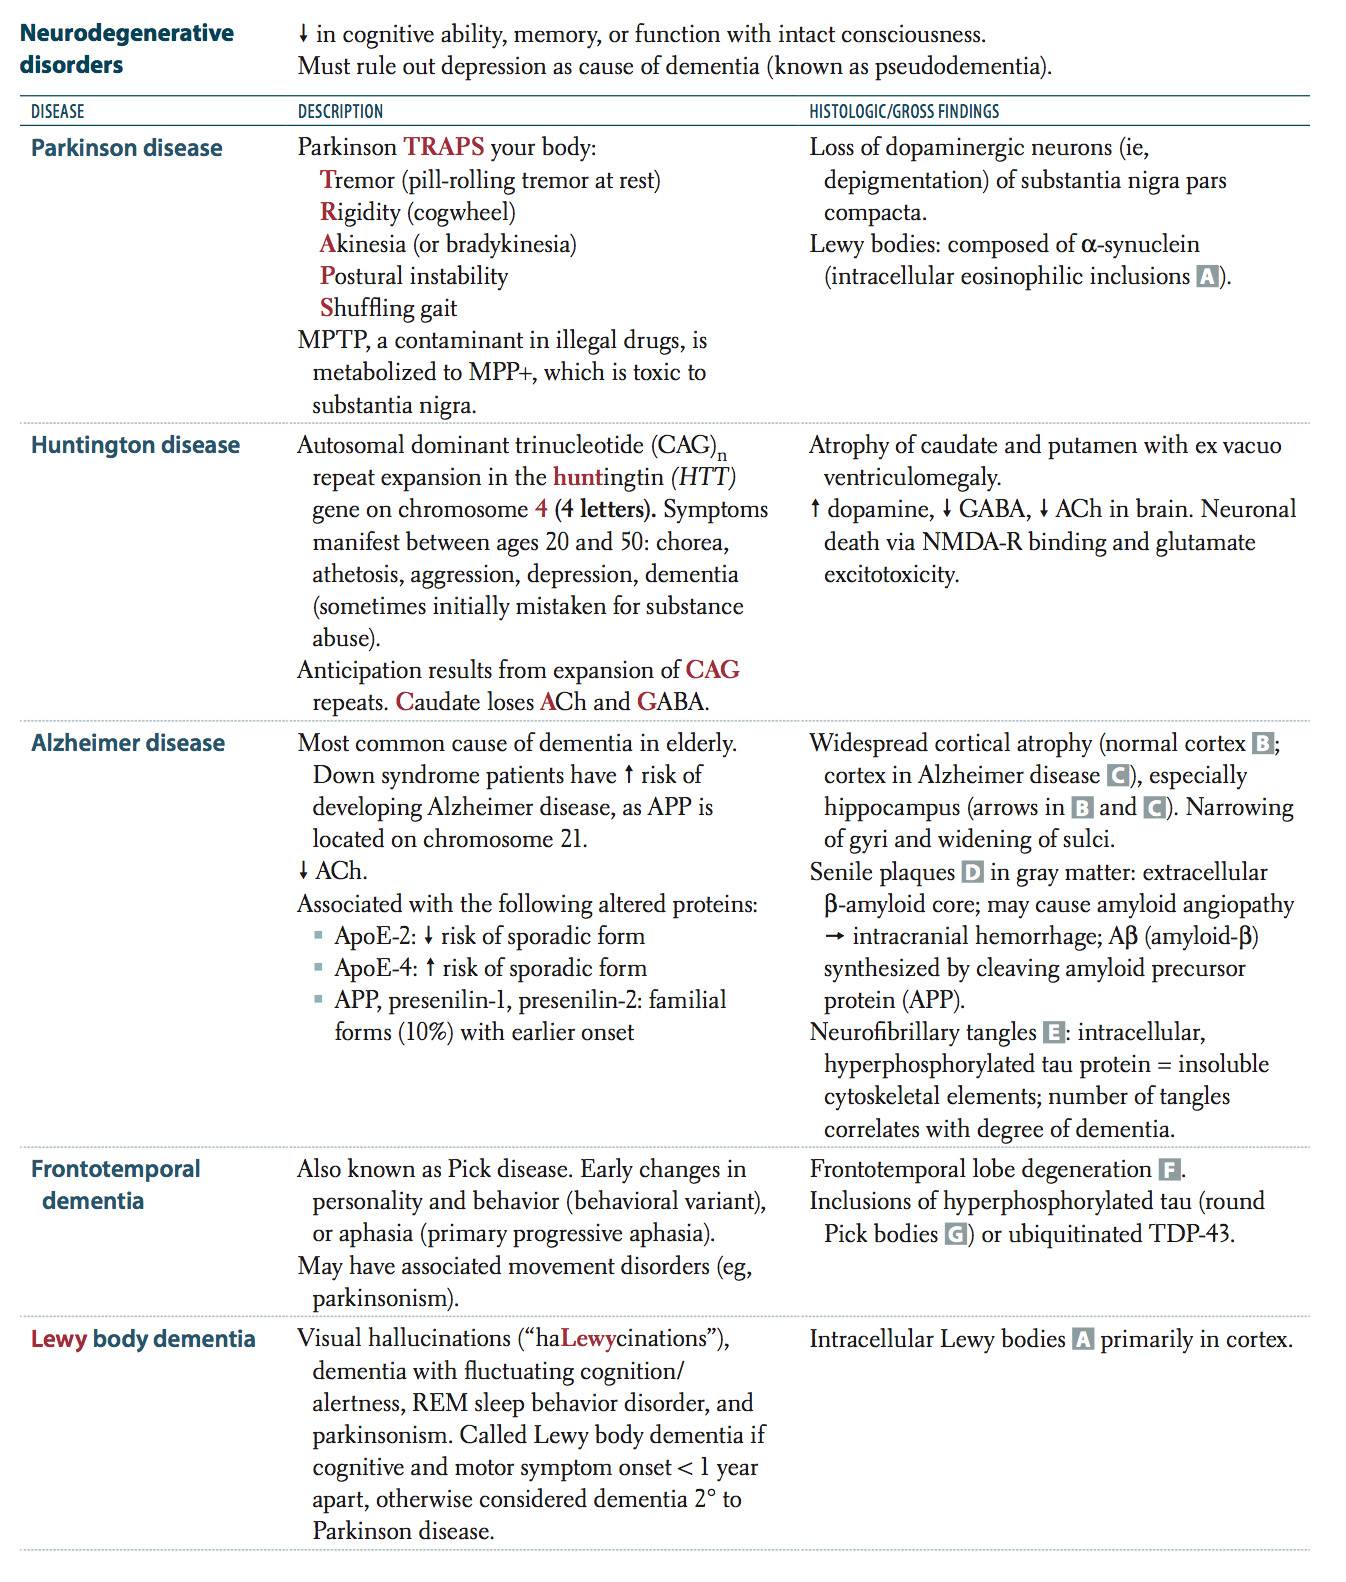 Neurodegenerative
disorders
↓ in cognitive ability, memory, or function with intact consciousness.
Must rule out depression as cause of dementia (known as pseudodementia).
DISEASE DESCRIPTION HISTOLOGIC/GROSS FINDINGS
Parkinson disease
Parkinson TRAPS your body:
Tremor (pill-rolling tremor at rest)
Rigidity (cogwheel)
Akinesia (or bradykinesia)
Postural instability
Shuffling gait
MPTP, a contaminant in illegal drugs, is
metabolized to MPP+, which is toxic to
substantia nigra.
Loss of dopaminergic neurons (ie,
depigmentation) of substantia nigra pars
compacta.
Lewy bodies: composed of α-synuclein
(intracellular eosinophilic inclusions A).
Huntington disease
Autosomal dominant trinucleotide (CAG)n
repeat expansion in the huntingtin (HTT)
gene on chromosome 4 (4 letters). Symptoms
manifest between ages 20 and 50: chorea,
athetosis, aggression, depression, dementia
(sometimes initially mistaken for substance
abuse).
Anticipation results from expansion of CAG
repeats. Caudate loses ACh and GABA.
Atrophy of caudate and putamen with ex vacuo
ventriculomegaly.
↑ dopamine, ↓ GABA, ↓ ACh in brain. Neuronal
death via NMDA-R binding and glutamate
excitotoxicity.
Alzheimer disease
Most common cause of dementia in elderly.
Down syndrome patients have ↑ risk of
developing Alzheimer disease, as APP is
located on chromosome 21.
↓ ACh.
Associated with the following altered proteins:
▪ ApoE-2: ↓ risk of sporadic form
▪ ApoE-4: ↑ risk of sporadic form
▪ APP, presenilin-1, presenilin-2: familial
forms (10%) with earlier onset
Widespread cortical atrophy (normal cortex B;
cortex in Alzheimer disease C), especially
hippocampus (arrows in B and C). Narrowing
of gyri and widening of sulci.
Senile plaques D in gray matter: extracellular
β-amyloid core; may cause amyloid angiopathy
→ intracranial hemorrhage; Aβ (amyloid-β)
synthesized by cleaving amyloid precursor
protein (APP).
Neurofibrillary tangles E: intracellular,
hyperphosphorylated tau protein = insoluble
cytoskeletal elements; number of tangles
correlates with degree of dementia.
Frontotemporal
dementia
Also known as Pick disease. Early changes in
personality and behavior (behavioral variant),
or aphasia (primary progressive aphasia).
May have associated movement disorders (eg,
parkinsonism).
Frontotemporal lobe degeneration F.
Inclusions of hyperphosphorylated tau (round
Pick bodies G) or ubiquitinated TDP-43.
Lewy body dementia
Visual hallucinations (“haLewycinations”),
dementia with fluctuating cognition/
alertness, REM sleep behavior disorder, and
parkinsonism. Called Lewy body dementia if
cognitive and motor symptom onset < 1 year
apart, otherwise considered dementia 2° to
Parkinson disease.
Intracellular Lewy bodies A primarily in cortex.